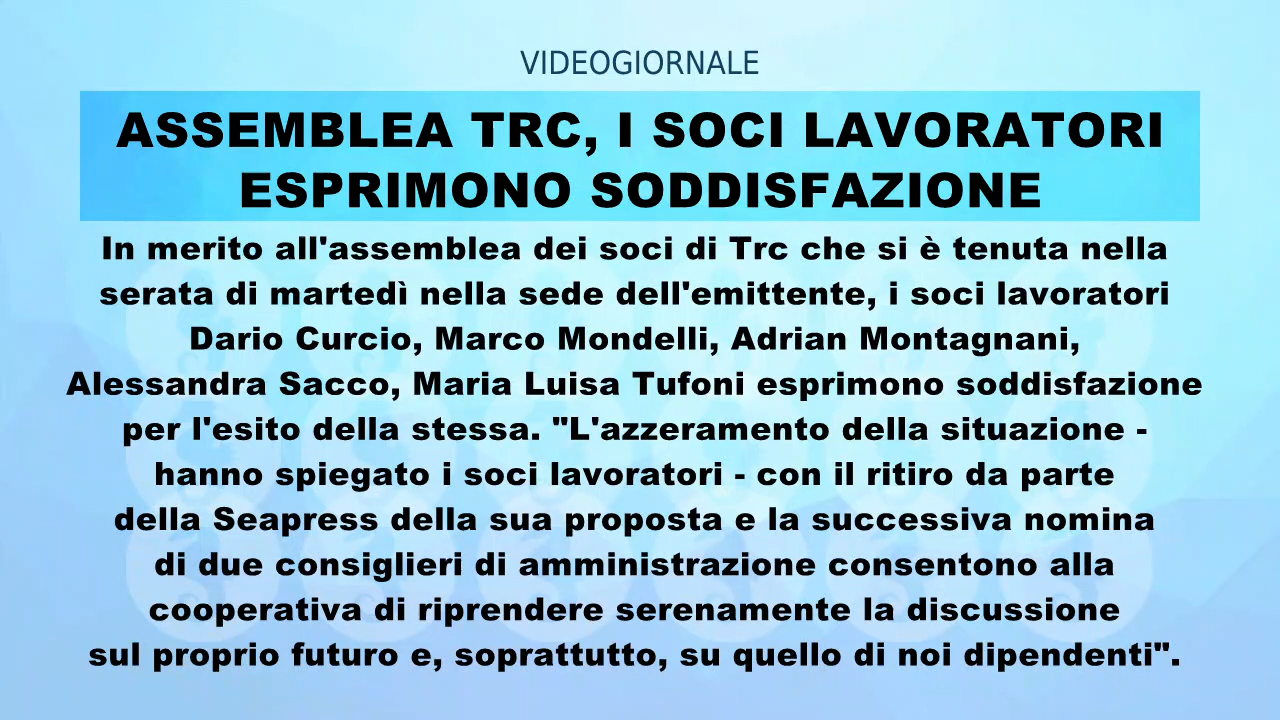 VIDEOGIORNALE
ASSEMBLEA TRC, I SOCI LAVORATORI
ESPRIMONO SODDISFAZIONE
In merito all'assemblea dei soci di Trc che si è tenuta nella
serata di martedì nella sede dell'emittente, i soci lavoratori
Dario Curcio, Marco Mondelli, Adrian Montagnani,
Alessandra Sacco, Maria Luisa Tufoni esprimono soddisfazione
per l'esito della stessa. "L'azzeramento della situazione -
hanno spiegato i soci lavoratori - con il ritiro da parte
della Seapress della sua proposta e la successiva nomina
di due consiglieri di amministrazione consentono alla
cooperativa di riprendere serenamente la discussione
sul proprio futuro e, soprattutto, su quello di noi dipendenti".